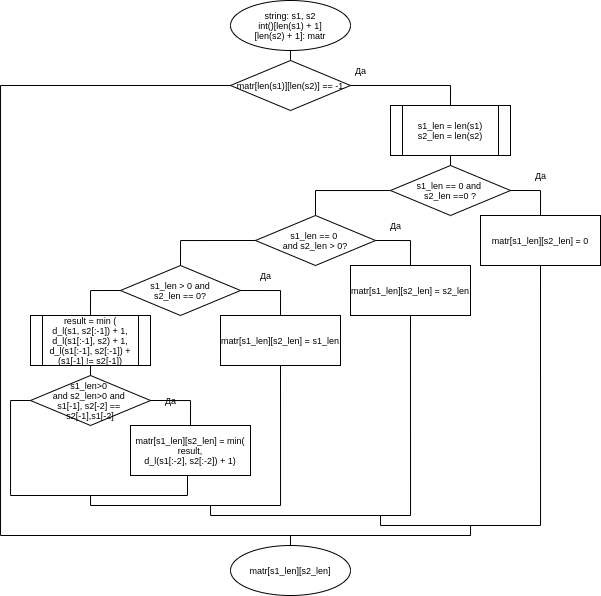 string: s1, s2
int()[len(s1) + 1]
[len(s2) + 1]: matr
Да
matr[len(s1)][len(s2)] == -1
s1_len = len(s1)
s2_len = len(s2)
Да
s1_len == 0 and
s2_len ==0 ?
Да
s1_len == 0
and s2_len > 0?
matr[s1_len][s2_len] = 0
Да
s1_len > 0 and
s2_len == 0?
matr[s1_len][s2_len] = s2_len
result = min (
d_l(s1, s2[:-1]) + 1,
d_l(s1[:-1], s2) + 1,
d_l(s1[:-1], s2[:-1]) +
(s1[-1] != s2[-1])
matr[s1_len][s2_len] = s1_len
s1_len>0
and s2_len>0 and
s1[-1], s2[-2] ==
s2[-1],s1[-2]
Да
matr[s1_len][s2_len] = min(
result,
d_l(s1[:-2], s2[:-2]) + 1)
matr[s1_len][s2_len]